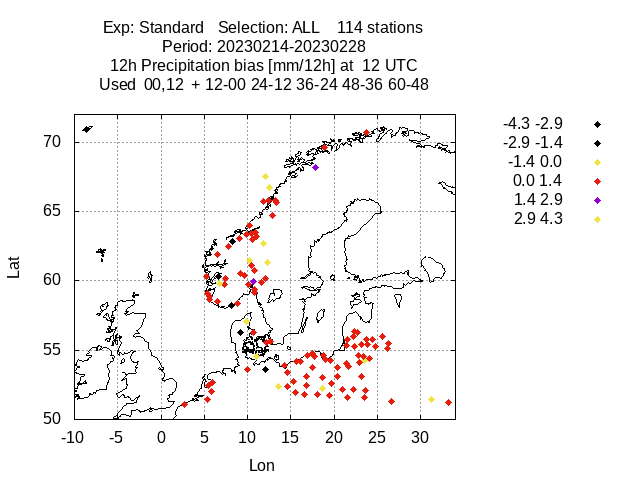 Exp: Standard   Selection: ALL    114 stations
Period: 20230214-20230228
12h Precipitation bias [mm/12h] at  12 UTC
Used  00,12  + 12-00 24-12 36-24 48-36 60-48
-4.3 -2.9
-2.9 -1.4
-1.4 0.0
0.0 1.4
1.4 2.9
2.9 4.3
70
65
60
55
50
Lat
-10 -5 0 5 10 15 20 25 30
Lon